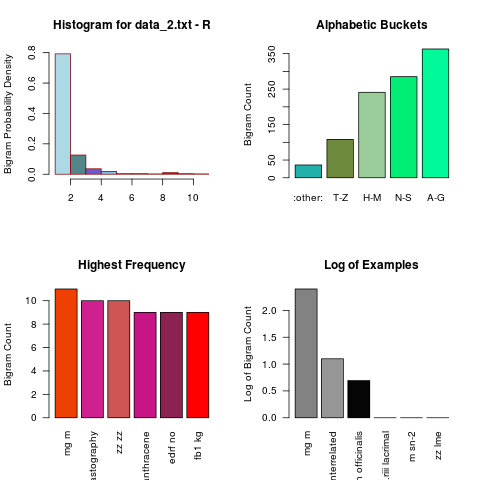 Histogram for data_2.txt - R
Bigram Probability Density
0.0 0.2 0.4 0.6 0.8
2 4 6 8 10
Alphabetic Buckets
Bigram Count
0 50 150 250 350
:other: T-Z H-M N-S A-G
Highest Frequency
Bigram Count
0 2 4 6 8 10
mg m
zz zz
edrf no
fb1 kg
Log of Examples
Log of Bigram Count
0.0 0.5 1.0 1.5 2.0
mg m
officinalis
lacrimal
m sn-2
zz lme